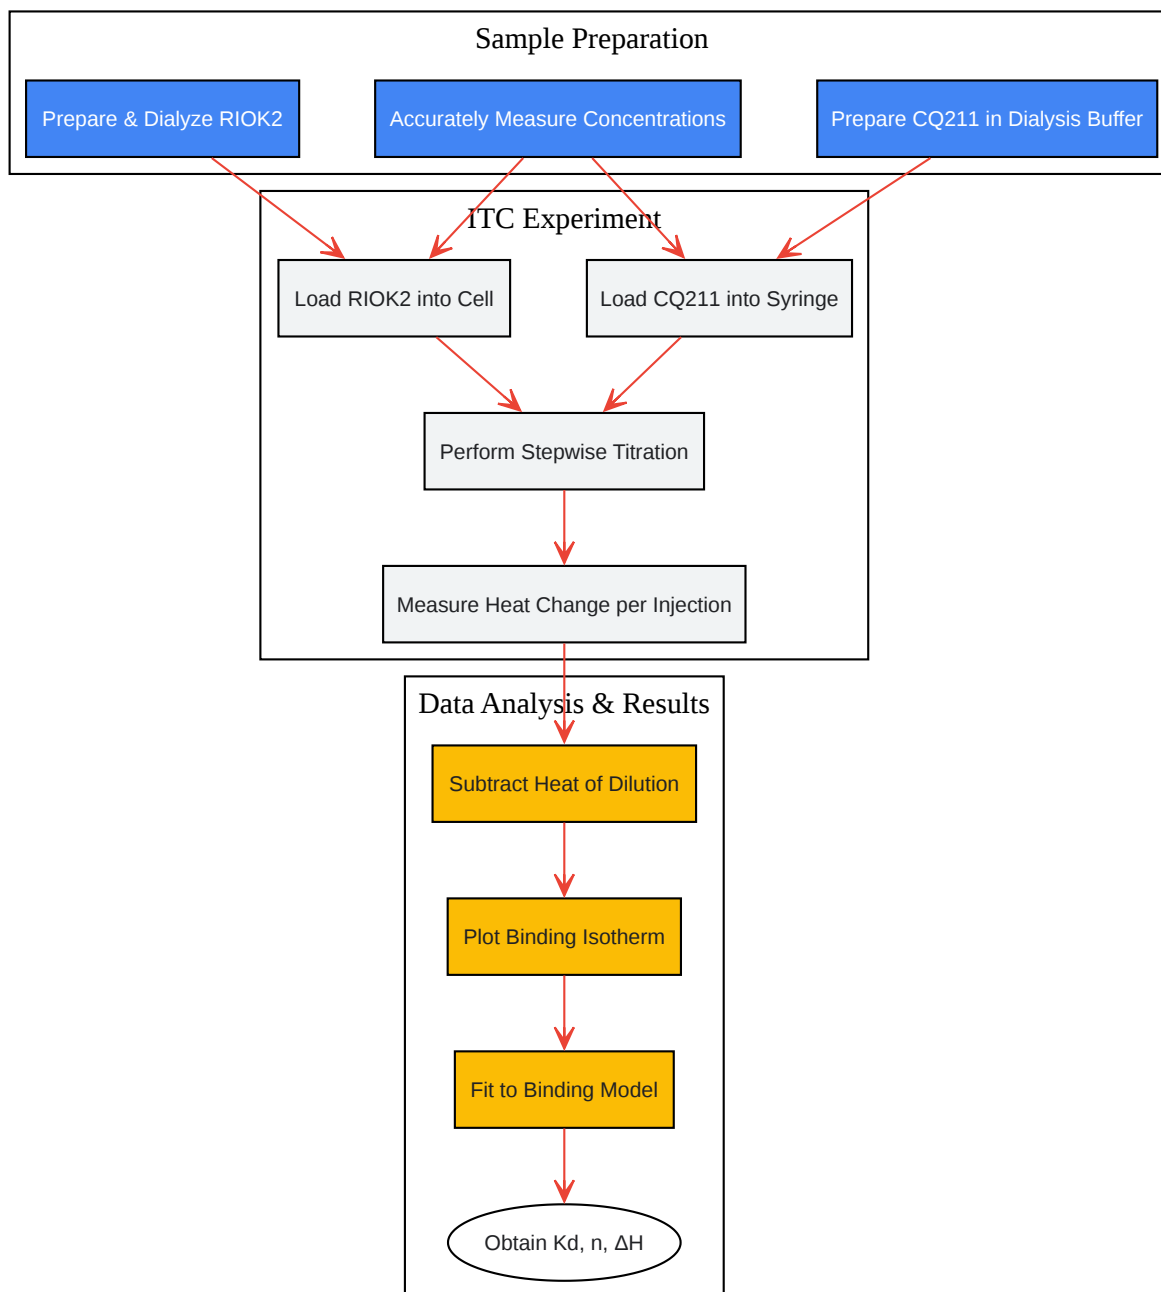 Sample Preparation
Prepare & Dialyze RIOK2
Accurately Measure Concentrations
Prepare CQ211 in Dialysis Buffer
ITC Experiment
Load RIOK2 into Cell
Load CQ211 into Syringe
Perform Stepwise Titration
Measure Heat Change per Injection
Data Analysis & Results
Subtract Heat of Dilution
Plot Binding Isotherm
Fit to Binding Model
Obtain Kd, n, ΔH